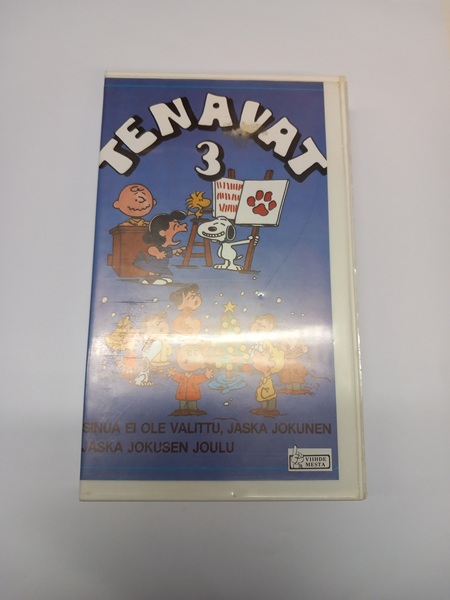 TENAVAT
3
SINUA EI OLE VALITTU, JASKA JOKUNEN
JASKA JOKUSEN JOULU
VIIHDE
MESTA